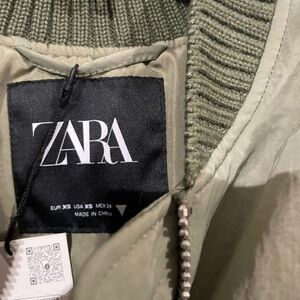 ZARA
EUR XS USA XS MEX 24
MADE IN CHINA